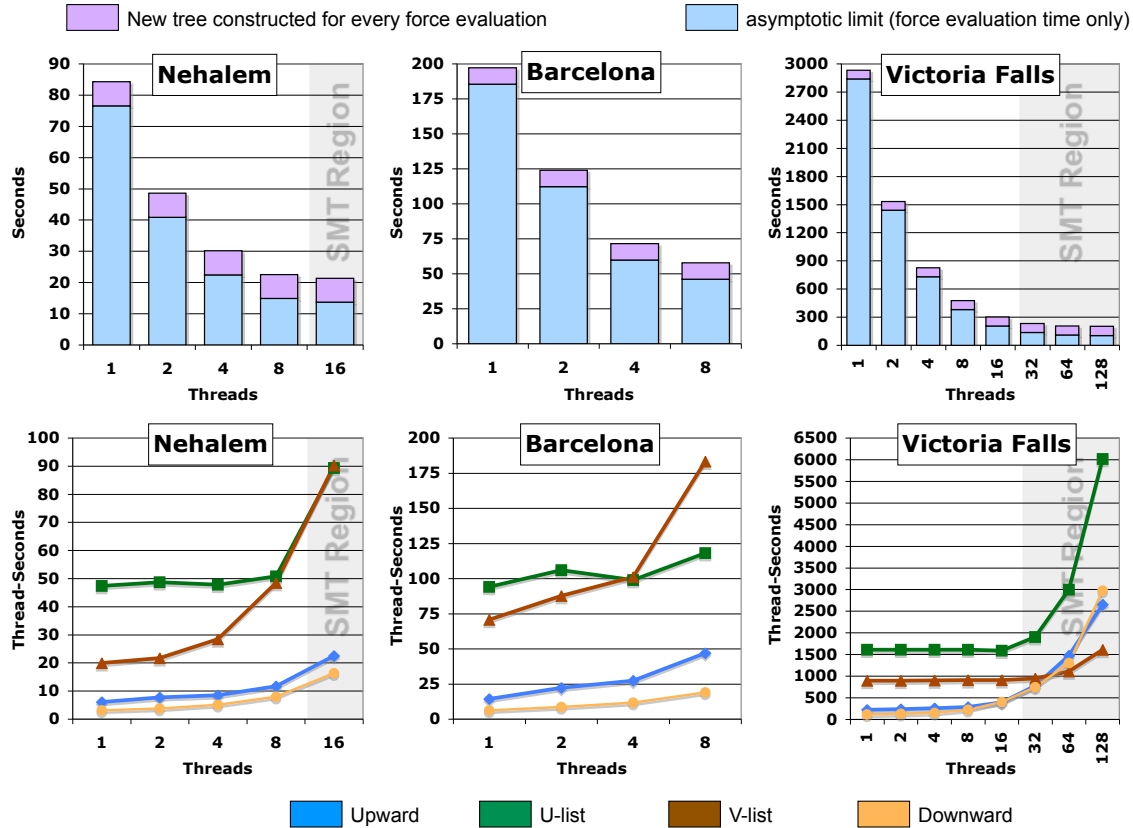 New tree constructed for every force evaluation
asymptotic limit (force evaluation time only)
Nehalem
Seconds
90
80
70
60
50
40
30
20
10
0
SMT Region
1 2 4 8 16
Threads
Barcelona
Seconds
200
175
150
125
100
75
50
25
0
1 2 4 8
Threads
Victoria Falls
Seconds
3000
2700
2400
2100
1800
1500
1200
900
600
300
0
SMT Region
1 2 4 8 16 32 64 128
Threads
Nehalem
Thread-Seconds
100
90
80
70
60
50
40
30
20
10
0
SMT Region
1 2 4 8 16
Threads
Barcelona
Thread-Seconds
200
175
150
125
100
75
50
25
0
1 2 4 8
Threads
Victoria Falls
Thread-Seconds
6500
6000
5500
5000
4500
4000
3500
3000
2500
2000
1500
1000
500
0
SMT Region
1 2 4 8 16 32 64 128
Threads
Upward
U-list
V-list
Downward